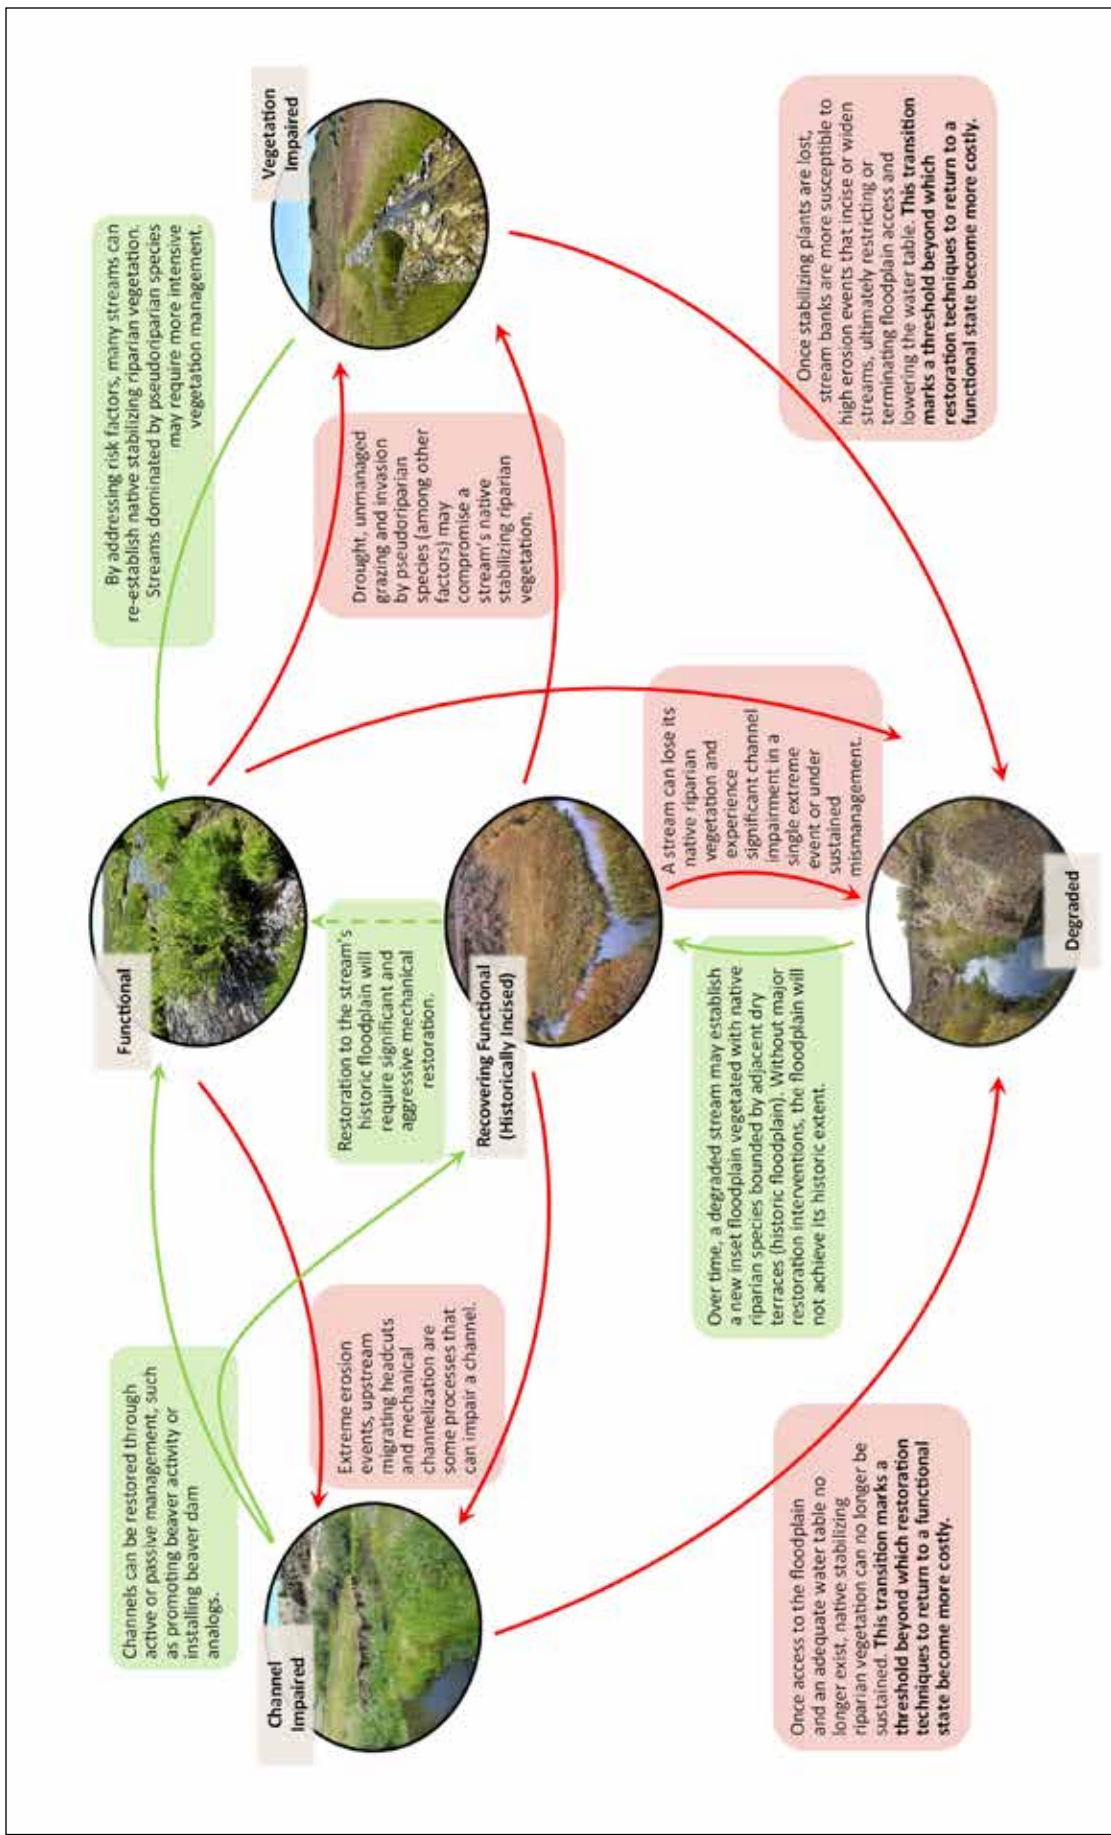 Channels can be restored through
active or passive management, such
as promoting beaver activity or
installing beaver dam
analogs.
Functional
By addressing risk factors, many streams can
re-establish native stabilizing riparian vegetation.
Streams dominated by pseudoriparian species
may require more intensive
vegetation management.
Channel
Impaired
Vegetation
Impaired
Extreme erosion
events, upstream
migrating headcuts
and mechanical
channelization are
some processes that
can impair a channel.
Restoration to the stream's
historic floodplain will
require significant and
aggressive mechanical
restoration.
Drought, unmanaged
grazing and invasion
by pseudoriparian
species (among other
factors) may
compromise a
stream's native
stabilizing riparian
vegetation.
Recovering Functional
(Historically Incised)
Over time, a degraded stream may establish
a new inset floodplain vegetated with native
riparian species bounded by adjacent dry
terraces (historic floodplain). Without major
restoration interventions, the floodplain will
not achieve its historic extent.
A stream can lose its
native riparian
vegetation and
experience
significant channel
impairment in a
single extreme
event or under
sustained
mismanagement.
Once access to the floodplain
and an adequate water table no
longer exist, native stabilizing
riparian vegetation can no longer be
sustained. This transition marks a
threshold beyond which restoration
techniques to return to a functional
state become more costly.
Degraded
Once stabilizing plants are lost,
stream banks are more susceptible to
high erosion events that incise or widen
streams, ultimately restricting or
terminating floodplain access and
lowering the water table. This transition
marks a threshold beyond which
restoration techniques to return to a
functional state become more costly.